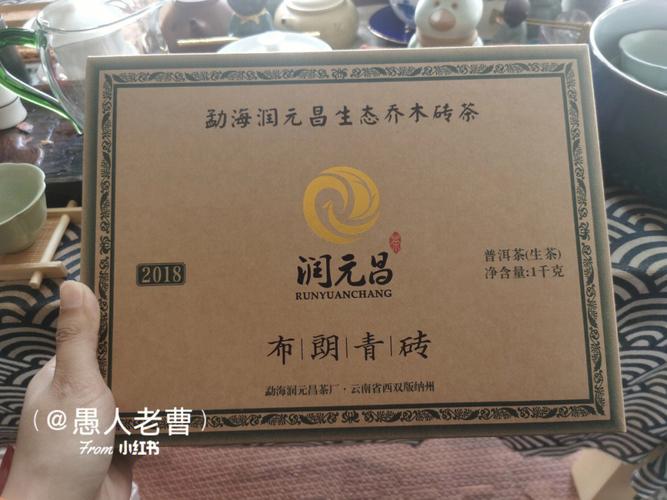 勐海润元昌生态乔木砖茶
茶
润元昌
RUNYUANCHANG
2018
普洱茶(生茶)
净含量:1千克
布|朗|青|砖
勐海润元昌茶厂·云南省西双版纳州
(@愚人老曹)
From 小红书